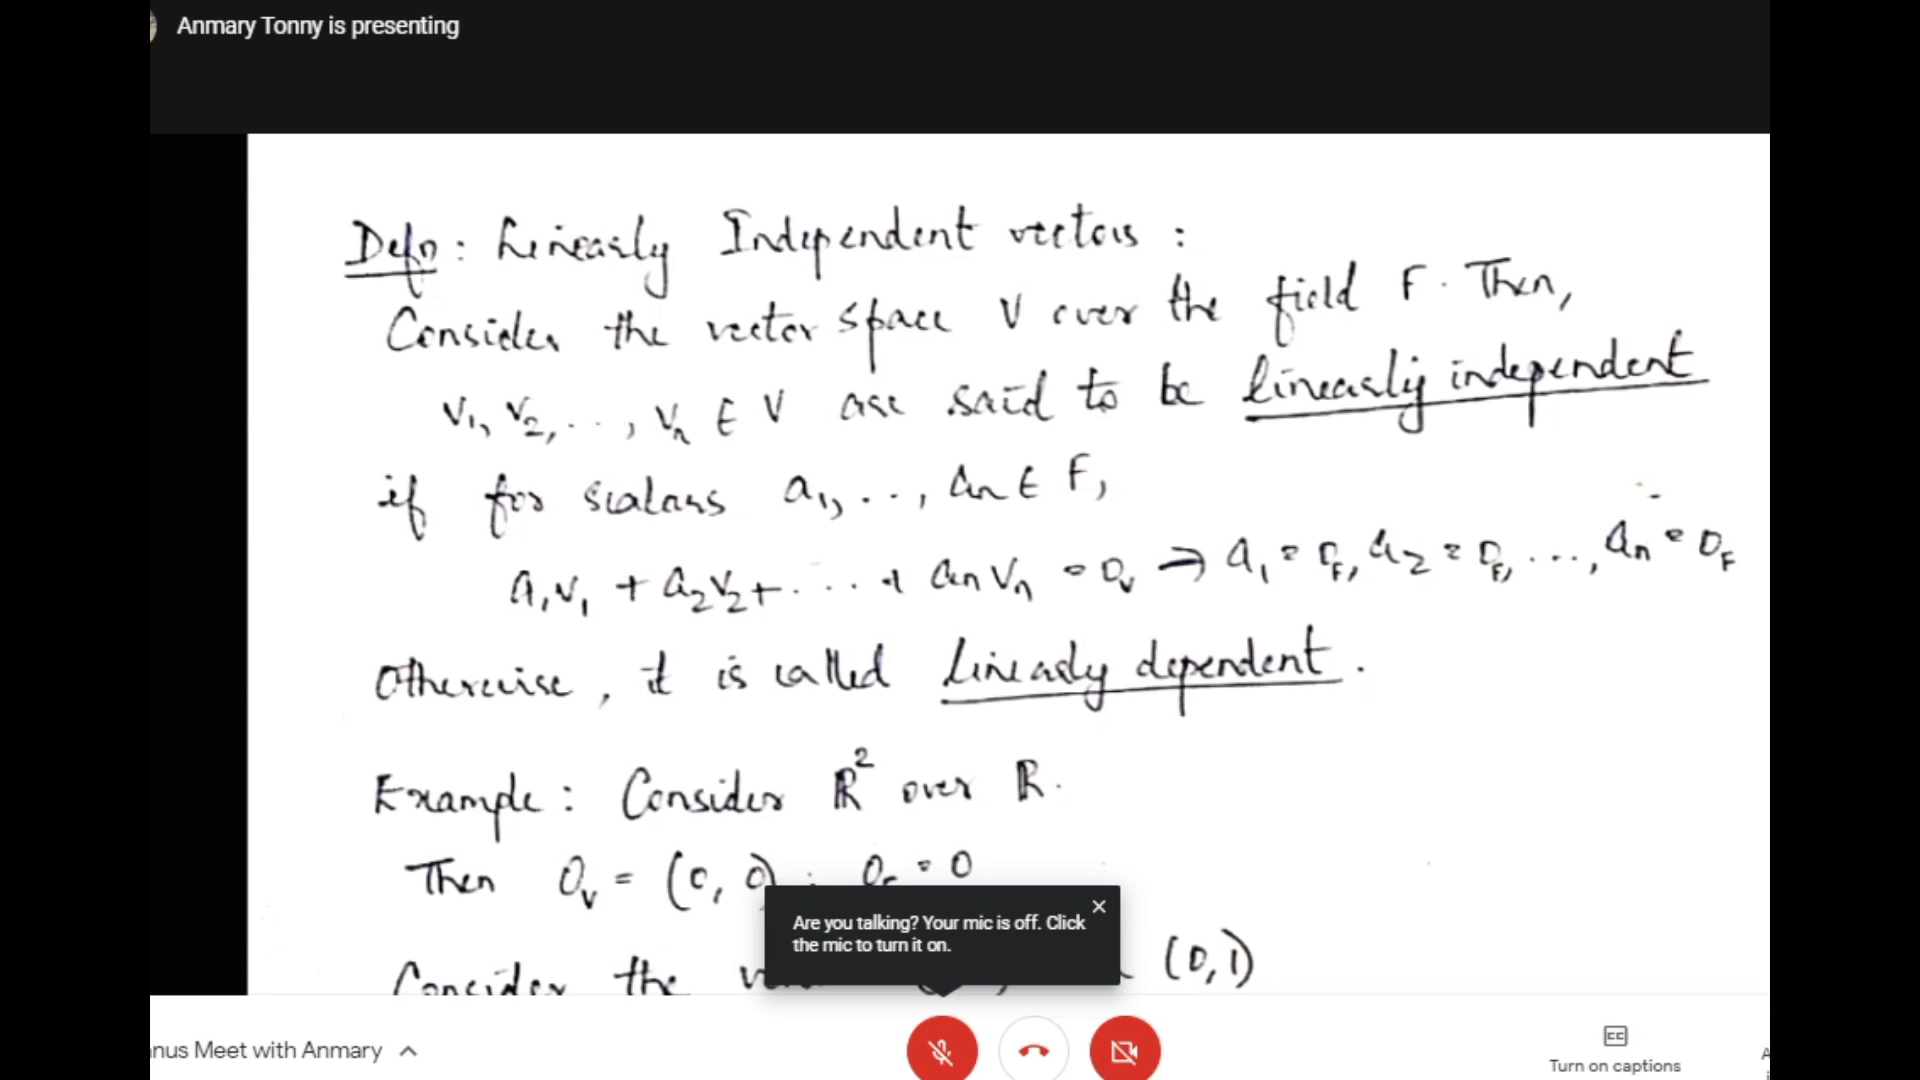 Anmary Tonny is presenting
Defn: Linearly Independent vectors :
Consider the vector space V over the field F. Then,
v₁, v₂, ..., vₙ ∈ V are said to be linearly independent
if for scalars a₁, ..., aₙ ∈ F,
a₁v₁ + a₂v₂ + ... + aₙvₙ = 0ᵥ ⇒ a₁ = 0_F, a₂ = 0_F, ..., aₙ = 0_F
Otherwise, it is called linearly dependent.
Example: Consider ℝ² over ℝ.
Then 0ᵥ = (0, 0) ; 0_F = 0
Consider the (0,1)
Are you talking? Your mic is off. Click
the mic to turn it on.
nus Meet with Anmary
CC
Turn on captions